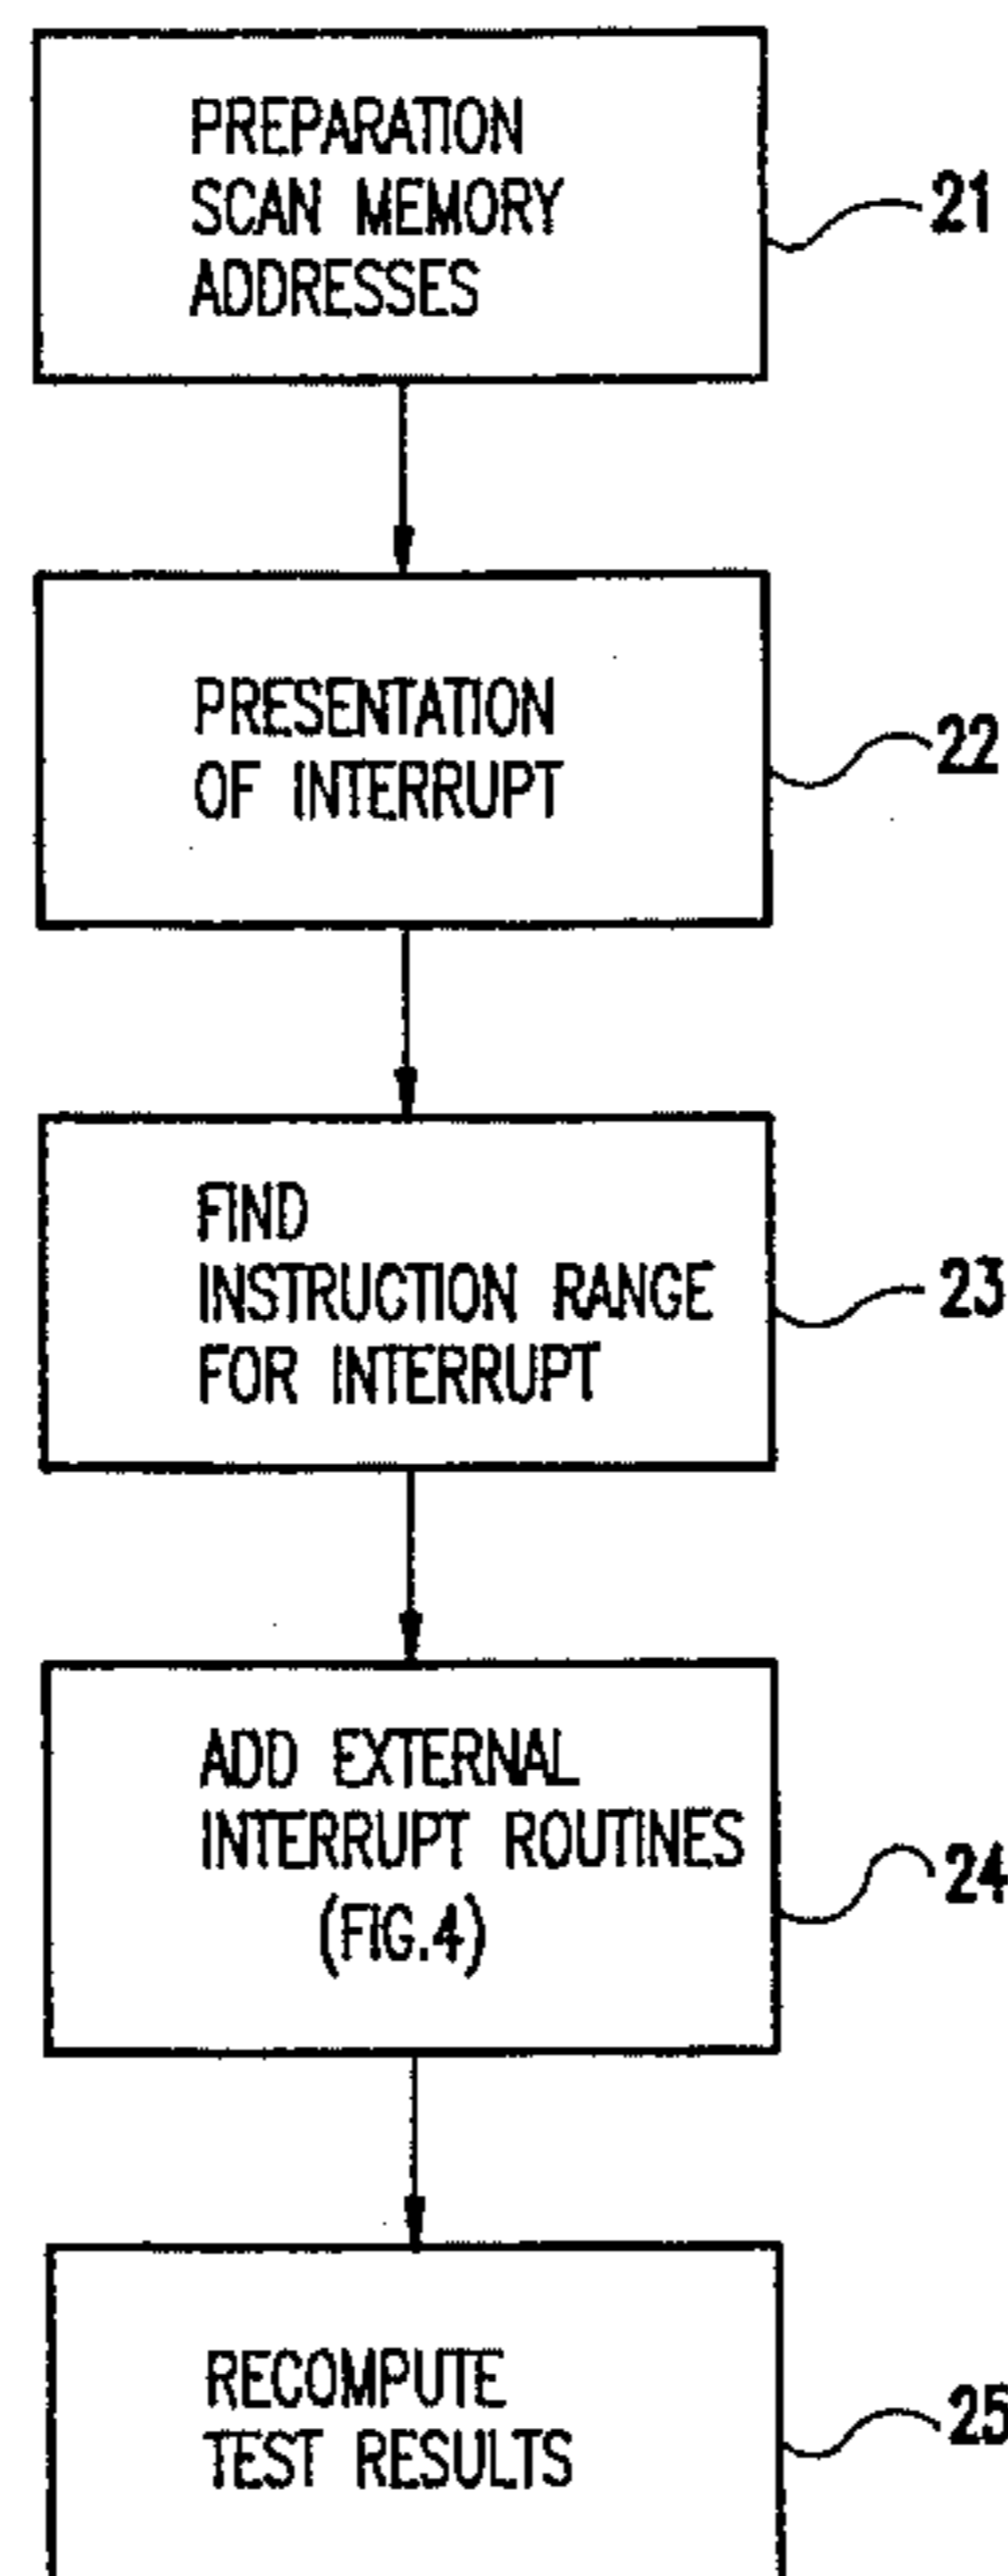 PREPARATION
SCAN MEMORY
ADDRESSES
21
PRESENTATION
OF INTERRUPT
22
FIND
INSTRUCTION RANGE
FOR INTERRUPT
23
ADD EXTERNAL
INTERRUPT ROUTINES
(FIG.4)
24
RECOMPUTE
TEST RESULTS
25